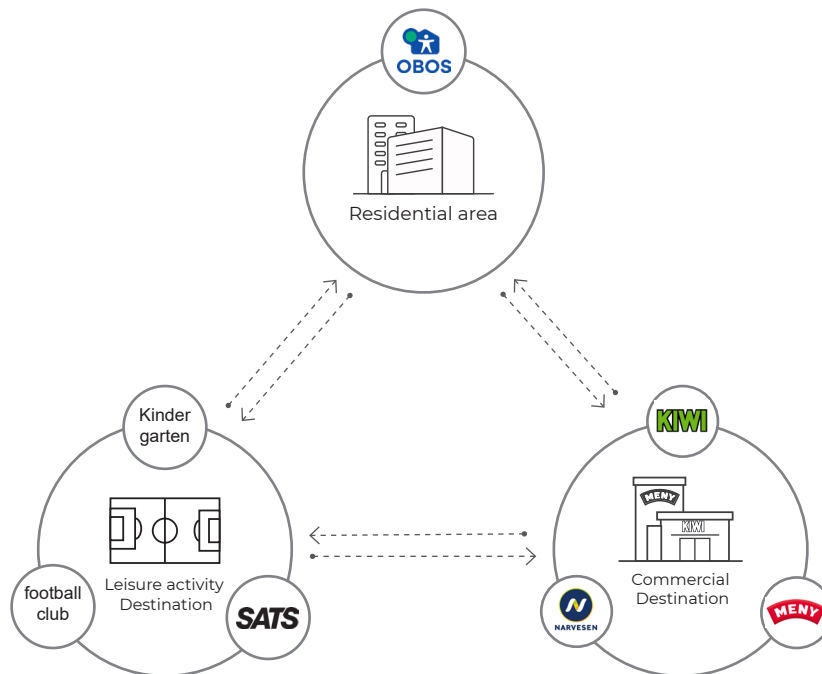 OBOS
Residential area
Kinder
garten
KIWI
MENY
KIWI
Leisure activity
Destination
Commercial
Destination
football
club
SATS
NARVESEN
MENY